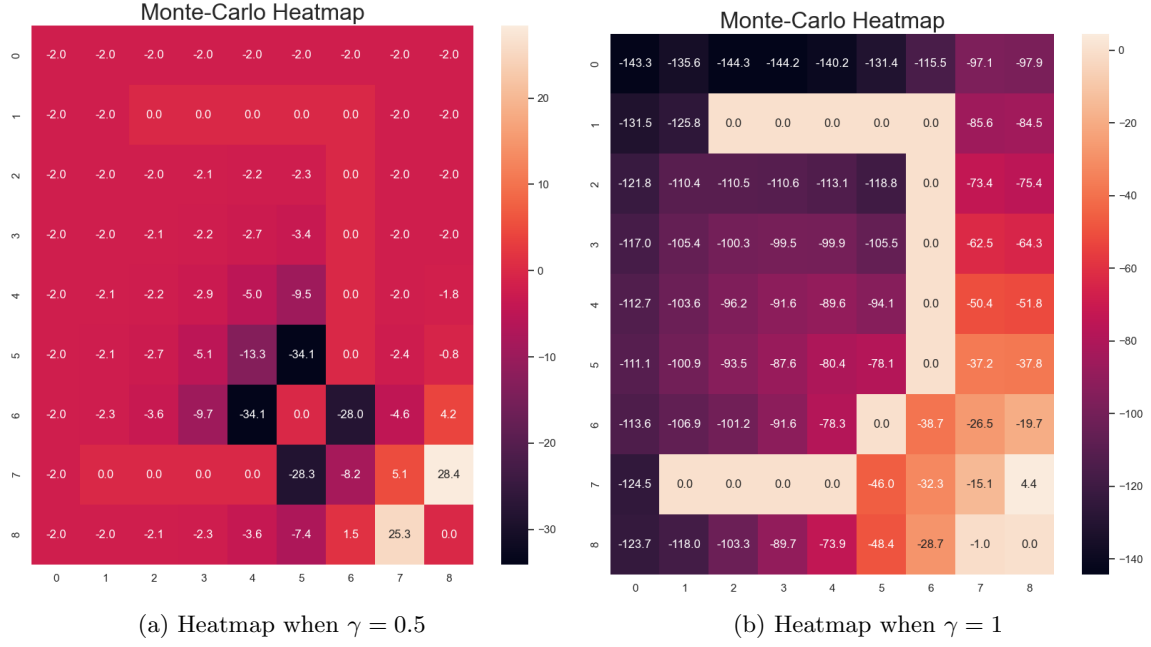 Monte-Carlo Heatmap
0 -2.0 -2.0 -2.0 -2.0 -2.0 -2.0 -2.0 -2.0 -2.0
1 -2.0 -2.0 0.0 0.0 0.0 0.0 0.0 -2.0 -2.0
2 -2.0 -2.0 -2.0 -2.1 -2.2 -2.3 0.0 -2.0 -2.0
3 -2.0 -2.0 -2.1 -2.2 -2.7 -3.4 0.0 -2.0 -2.0
4 -2.0 -2.1 -2.2 -2.9 -5.0 -9.5 0.0 -2.0 -1.8
5 -2.0 -2.1 -2.7 -5.1 -13.3 -34.1 0.0 -2.4 -0.8
6 -2.0 -2.3 -3.6 -9.7 -34.1 0.0 -28.0 -4.6 4.2
7 -2.0 0.0 0.0 0.0 0.0 -28.3 -8.2 5.1 28.4
8 -2.0 -2.0 -2.1 -2.3 -3.6 -7.4 1.5 25.3 0.0
0 1 2 3 4 5 6 7 8
20
10
0
−10
−20
−30
(a) Heatmap when γ = 0.5
Monte-Carlo Heatmap
0 -143.3 -135.6 -144.3 -144.2 -140.2 -131.4 -115.5 -97.1 -97.9
1 -131.5 -125.8 0.0 0.0 0.0 0.0 0.0 -85.6 -84.5
2 -121.8 -110.4 -110.5 -110.6 -113.1 -118.8 0.0 -73.4 -75.4
3 -117.0 -105.4 -100.3 -99.5 -99.9 -105.5 0.0 -62.5 -64.3
4 -112.7 -103.6 -96.2 -91.6 -89.6 -94.1 0.0 -50.4 -51.8
5 -111.1 -100.9 -93.5 -87.6 -80.4 -78.1 0.0 -37.2 -37.8
6 -113.6 -106.9 -101.2 -91.6 -78.3 0.0 -38.7 -26.5 -19.7
7 -124.5 0.0 0.0 0.0 0.0 -46.0 -32.3 -15.1 4.4
8 -123.7 -118.0 -103.3 -89.7 -73.9 -48.4 -28.7 -1.0 0.0
0 1 2 3 4 5 6 7 8
0
−20
−40
−60
−80
−100
−120
−140
(b) Heatmap when γ = 1